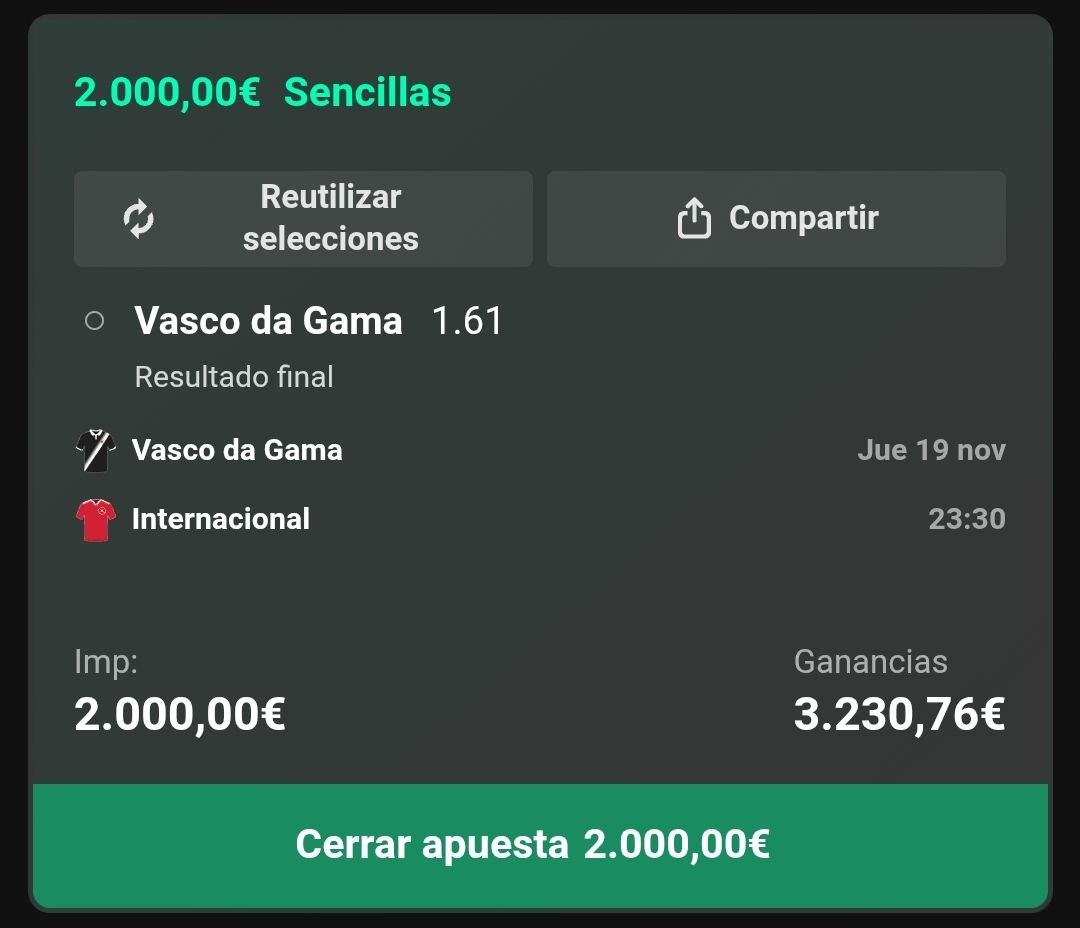 2.000,00€ Sencillas
Reutilizar
selecciones
Compartir
Vasco da Gama 1.61
Resultado final
Vasco da Gama Jue 19 nov
Internacional 23:30
Imp: Ganancias
2.000,00€ 3.230,76€
Cerrar apuesta 2.000,00€